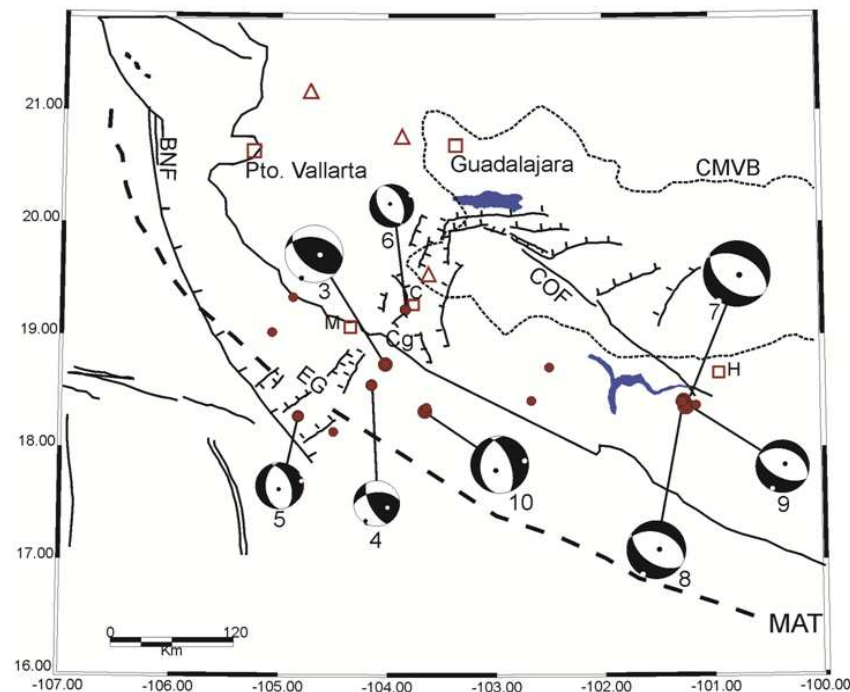 21.00
20.00
19.00
18.00
17.00
16.00
BNF
Pto. Vallarta
Guadalajara
CMVB
6
3
COF
7
C
M
Cg
H
EG
5
4
10
9
8
MAT
0 120
Km
-107.00 -106.00 -105.00 -104.00 -103.00 -102.00 -101.00 -100.00